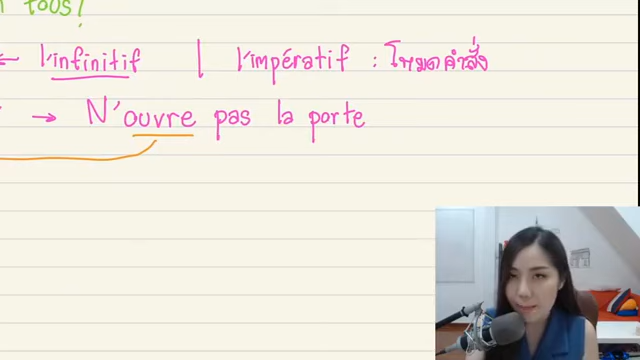 tous!
← l'infinitif | l'impératif : โหมดคำสั่ง
→ N'ouvre pas la porte